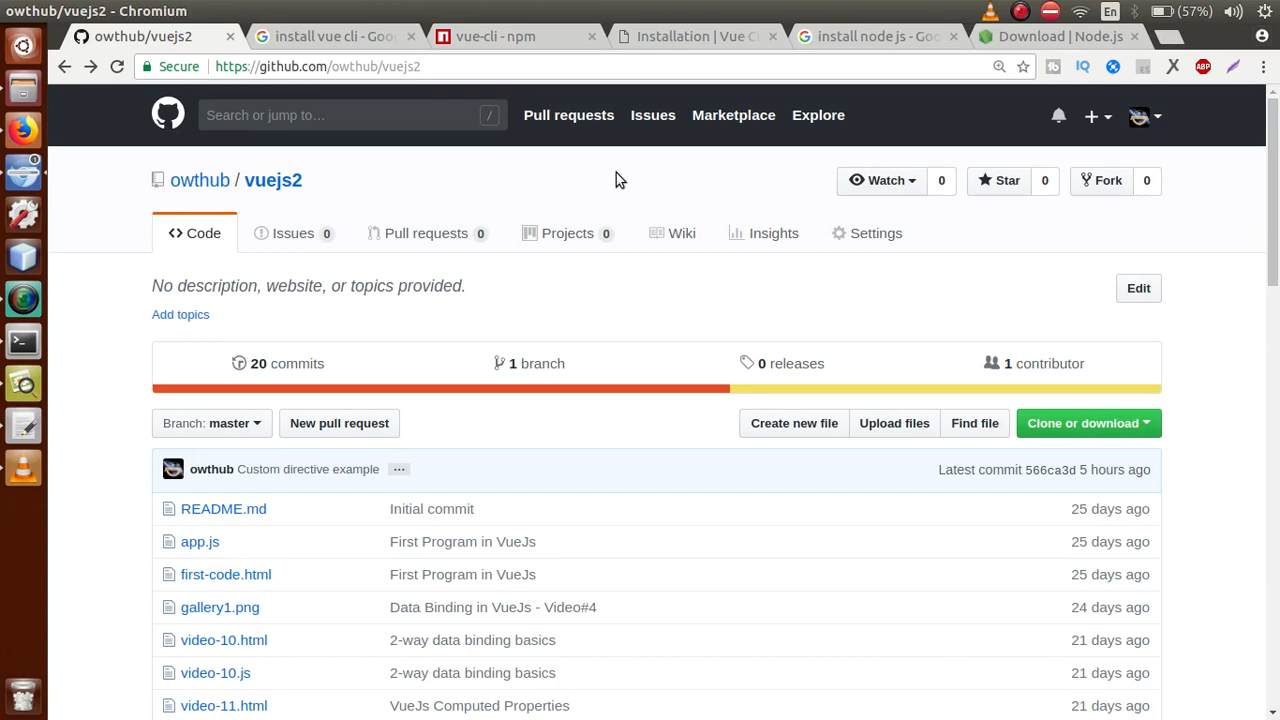 owthub/vuejs2 - Chromium
En
(57%)
owthub/vuejs2
install vue cli - Goo
vue-cli - npm
Installation | Vue C
install node js - Goo
Download | Node.js
Secure
https://github.com/owthub/vuejs2
fb
IQ
ES
X
ABP
Search or jump to…
/
Pull requests
Issues
Marketplace
Explore
owthub / vuejs2
Watch
0
Star
0
Fork
0
Code
Issues 0
Pull requests 0
Projects 0
Wiki
Insights
Settings
No description, website, or topics provided.
Edit
Add topics
20 commits
1 branch
0 releases
1 contributor
Branch: master
New pull request
Create new file
Upload files
Find file
Clone or download
owthub Custom directive example
Latest commit 566ca3d 5 hours ago
README.md Initial commit 25 days ago
app.js First Program in VueJs 25 days ago
first-code.html First Program in VueJs 25 days ago
gallery1.png Data Binding in VueJs - Video#4 24 days ago
video-10.html 2-way data binding basics 21 days ago
video-10.js 2-way data binding basics 21 days ago
video-11.html VueJs Computed Properties 21 days ago